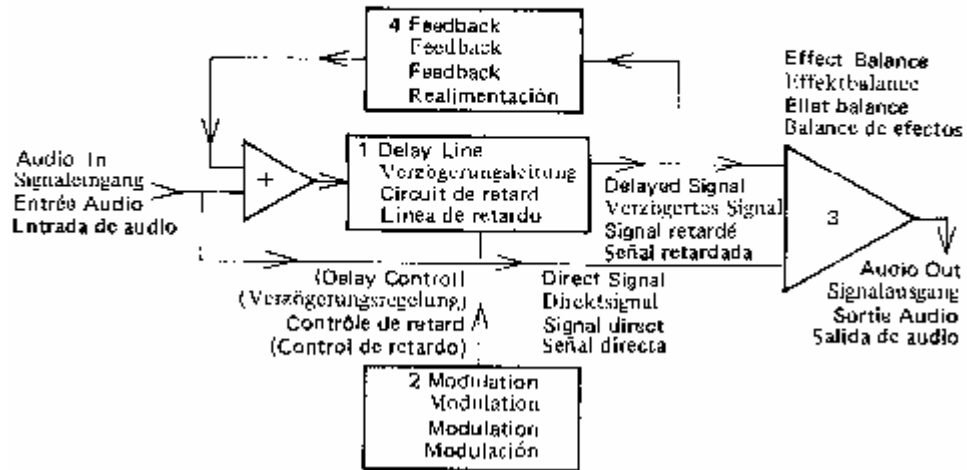 4 Feedback
Feedback
Feedback
Realimentación
Effect Balance
Effektbalance
Effet balance
Balance de efectos
Audio In
Signaleingang
Entrée Audio
Entrada de audio
+
1 Delay Line
Verzögerungsleitung
Circuit de retard
Linea de retardo
Delayed Signal
Verzögertes Signal
Signal retardé
Señal retardada
3
(Delay Control)
(Verzögerungsregelung)
Contrôle de retard
(Control de retardo)
Direct Signal
Direktsignal
Signal direct
Señal directa
Audio Out
Signalausgang
Sortie Audio
Salida de audio
2 Modulation
Modulation
Modulation
Modulación